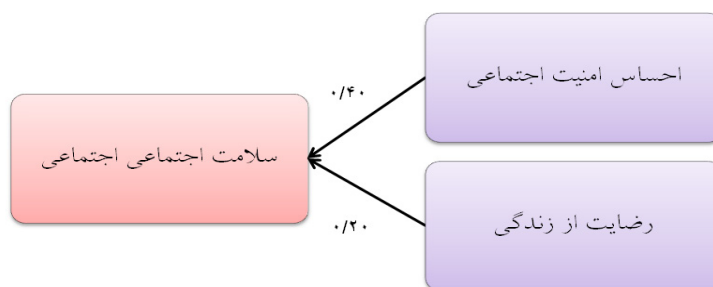 احساس امنیت اجتماعی
۰/۴۰
سلامت اجتماعی اجتماعی
رضایت از زندگی
۰/۲۰